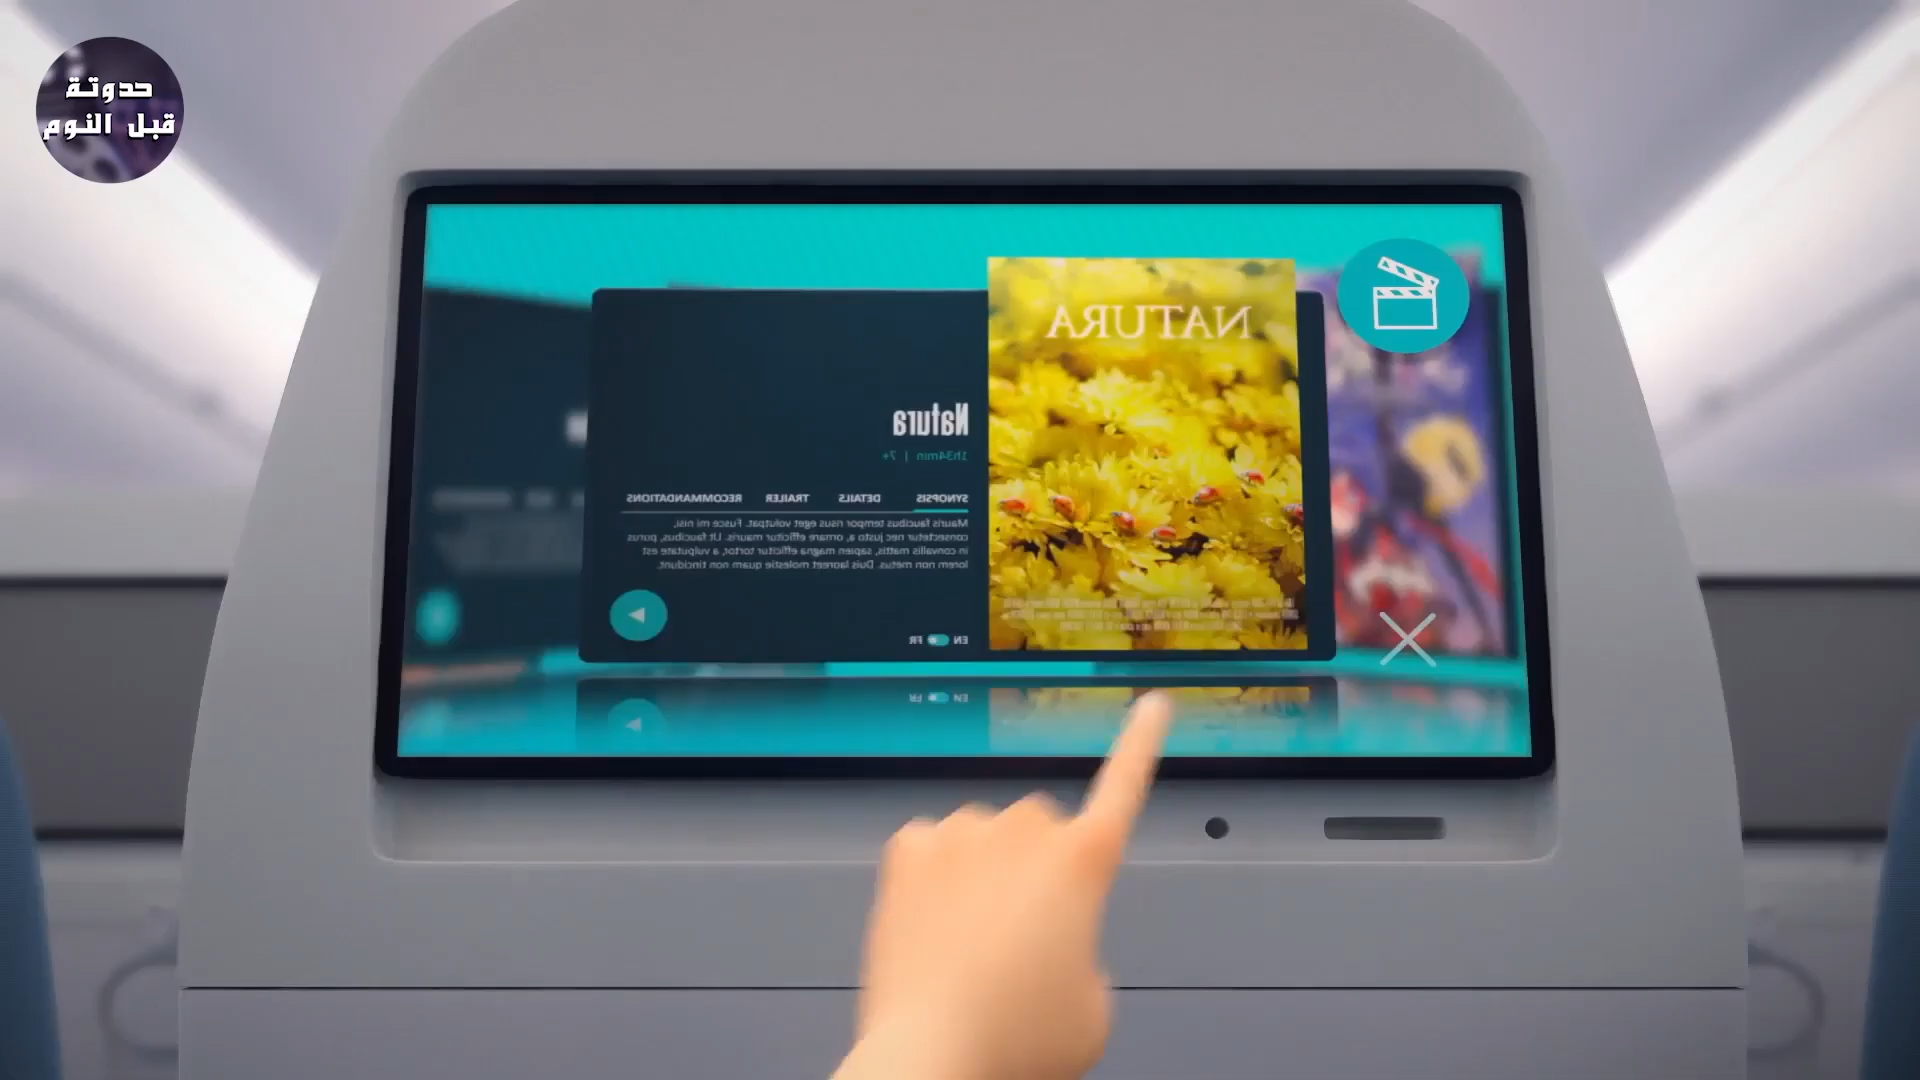 حدوتة
قبل النوم
NATURA
Natura
1h34min | 7+
SYNOPSIS DETAILS TRAILER RECOMMANDATIONS
Mauris faucibus tempor risus eget volutpat. Fusce mi nisi,
consectetur nec justo a, ornare efficitur mauris. Ut faucibus, purus
in convallis mattis, sapien magna efficitur tortor, a vulputate est
lorem non metus. Duis laoreet molestie quam non tincidunt.
EN FR
EN FR